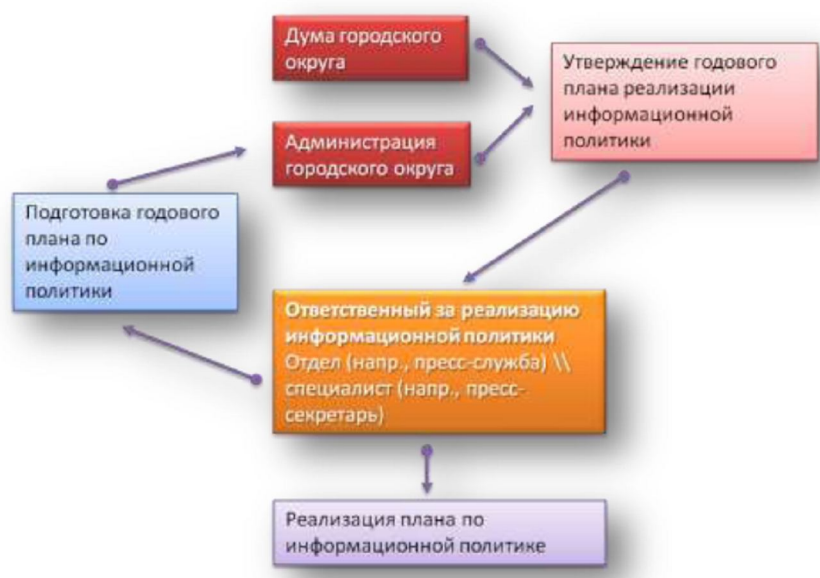 Дума городского
округа
Утверждение годового
плана реализации
информационной
политики
Администрация
городского округа
Подготовка годового
плана по
информационной
политики
Ответственный за реализацию
информационной политики
Отдел (напр., пресс-служба) \\
специалист (напр., пресс-
секретарь)
Реализация плана по
информационной политике